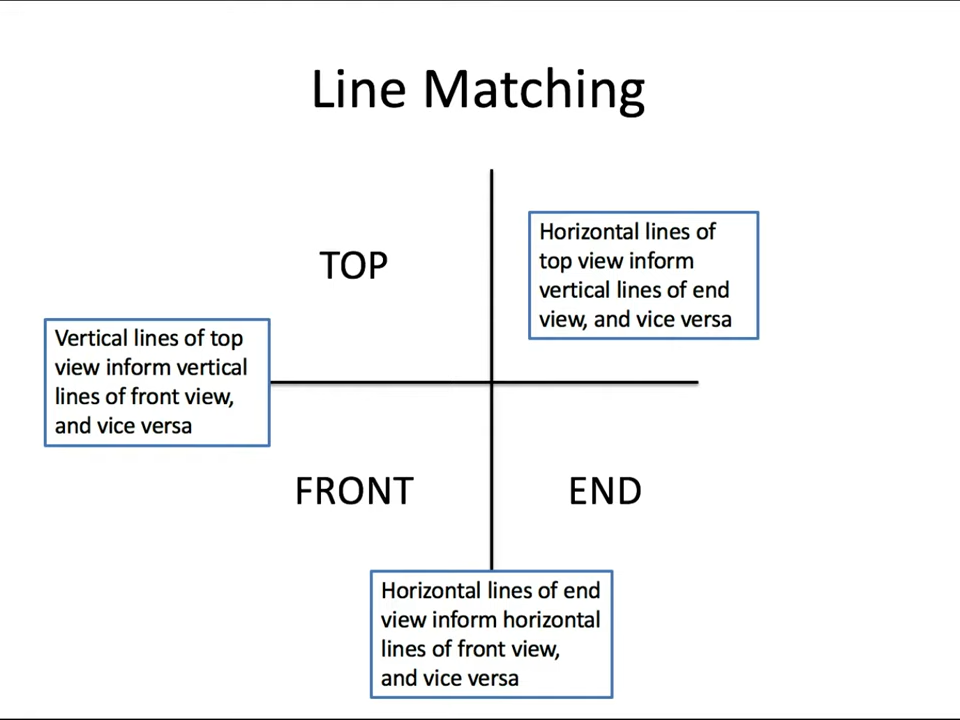 Line Matching
TOP
Horizontal lines of
top view inform
vertical lines of end
view, and vice versa
Vertical lines of top
view inform vertical
lines of front view,
and vice versa
FRONT
END
Horizontal lines of end
view inform horizontal
lines of front view,
and vice versa